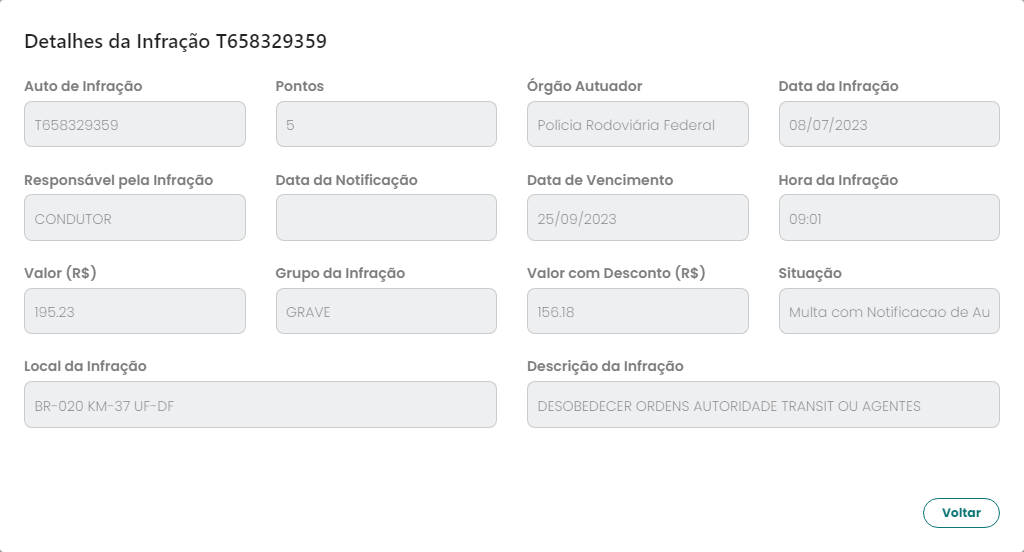 Detalhes da Infração T658329359
Auto de Infração
T658329359
Pontos
5
Órgão Autuador
Polícia Rodoviária Federal
Data da Infração
08/07/2023
Responsável pela Infração
CONDUTOR
Data da Notificação
Data de Vencimento
25/09/2023
Hora da Infração
09:01
Valor (R$)
195.23
Grupo da Infração
GRAVE
Valor com Desconto (R$)
156.18
Situação
Multa com Notificacao de Au
Local da Infração
BR-020 KM-37 UF-DF
Descrição da Infração
DESOBEDECER ORDENS AUTORIDADE TRANSIT OU AGENTES
Voltar